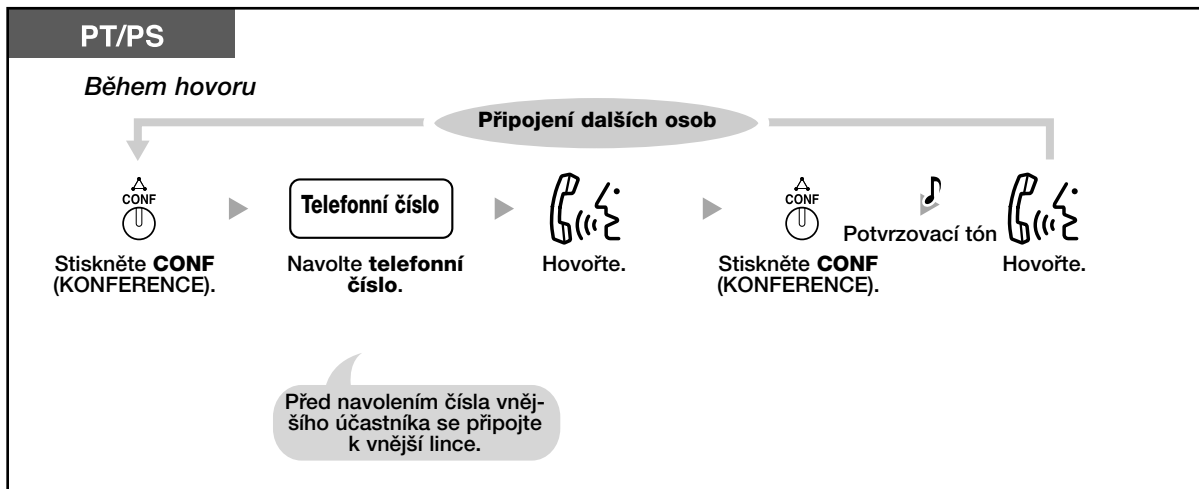 PT/PS
Během hovoru
Připojení dalších osob
CONF
Telefonní číslo
CONF
Potvrzovací tón
Stiskněte CONF
(KONFERENCE).
Navolte telefonní
číslo.
Hovořte.
Stiskněte CONF
(KONFERENCE).
Hovořte.
Před navolením čísla vněj-
šího účastníka se připojte
k vnější lince.